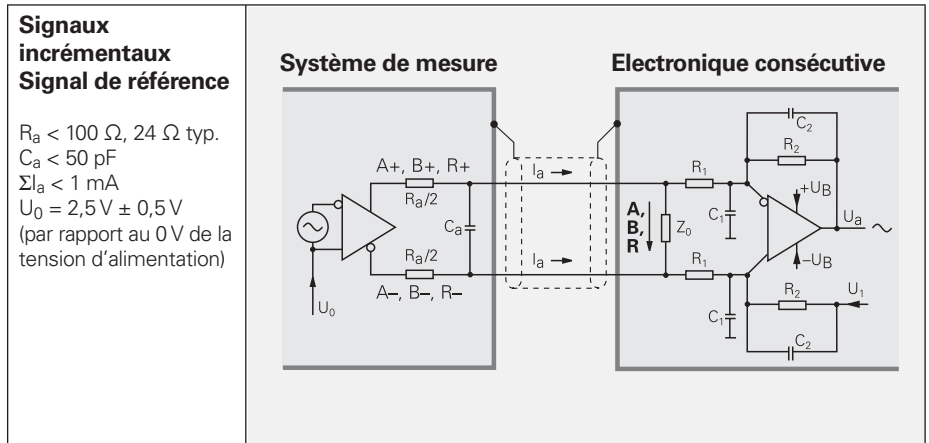 Signaux
incrémentaux
Signal de référence
Rₐ < 100 Ω, 24 Ω typ.
Cₐ < 50 pF
ΣIₐ < 1 mA
U₀ = 2,5 V ± 0,5 V
(par rapport au 0 V de la
tension d’alimentation)
Système de mesure
Electronique consécutive
A+, B+, R+
Rₐ/2
Cₐ
Rₐ/2
A–, B–, R–
U₀
Iₐ
Iₐ
A,
B,
R
Z₀
R₁
C₁
R₁
C₁
C₂
R₂
+UB
Uₐ
–UB
R₂
U₁
C₂